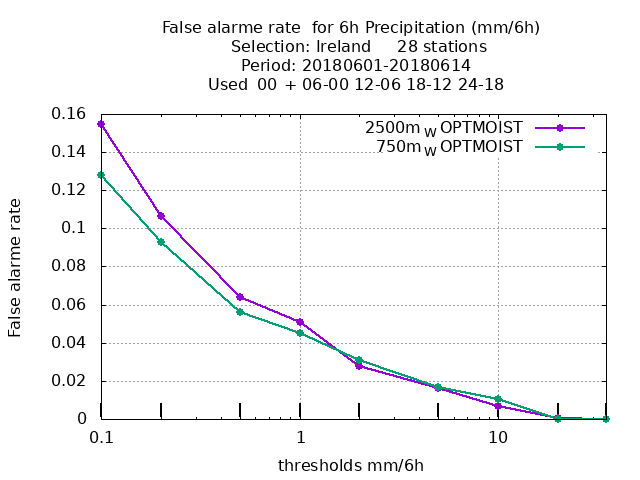 False alarme rate  for 6h Precipitation (mm/6h)
Selection: Ireland     28 stations
Period: 20180601-20180614
Used  00  + 06-00 12-06 18-12 24-18
2500m W OPTMOIST
750m W OPTMOIST
0.16
0.14
0.12
0.1
0.08
0.06
0.04
0.02
0
False alarme rate
0.1 1 10
thresholds mm/6h